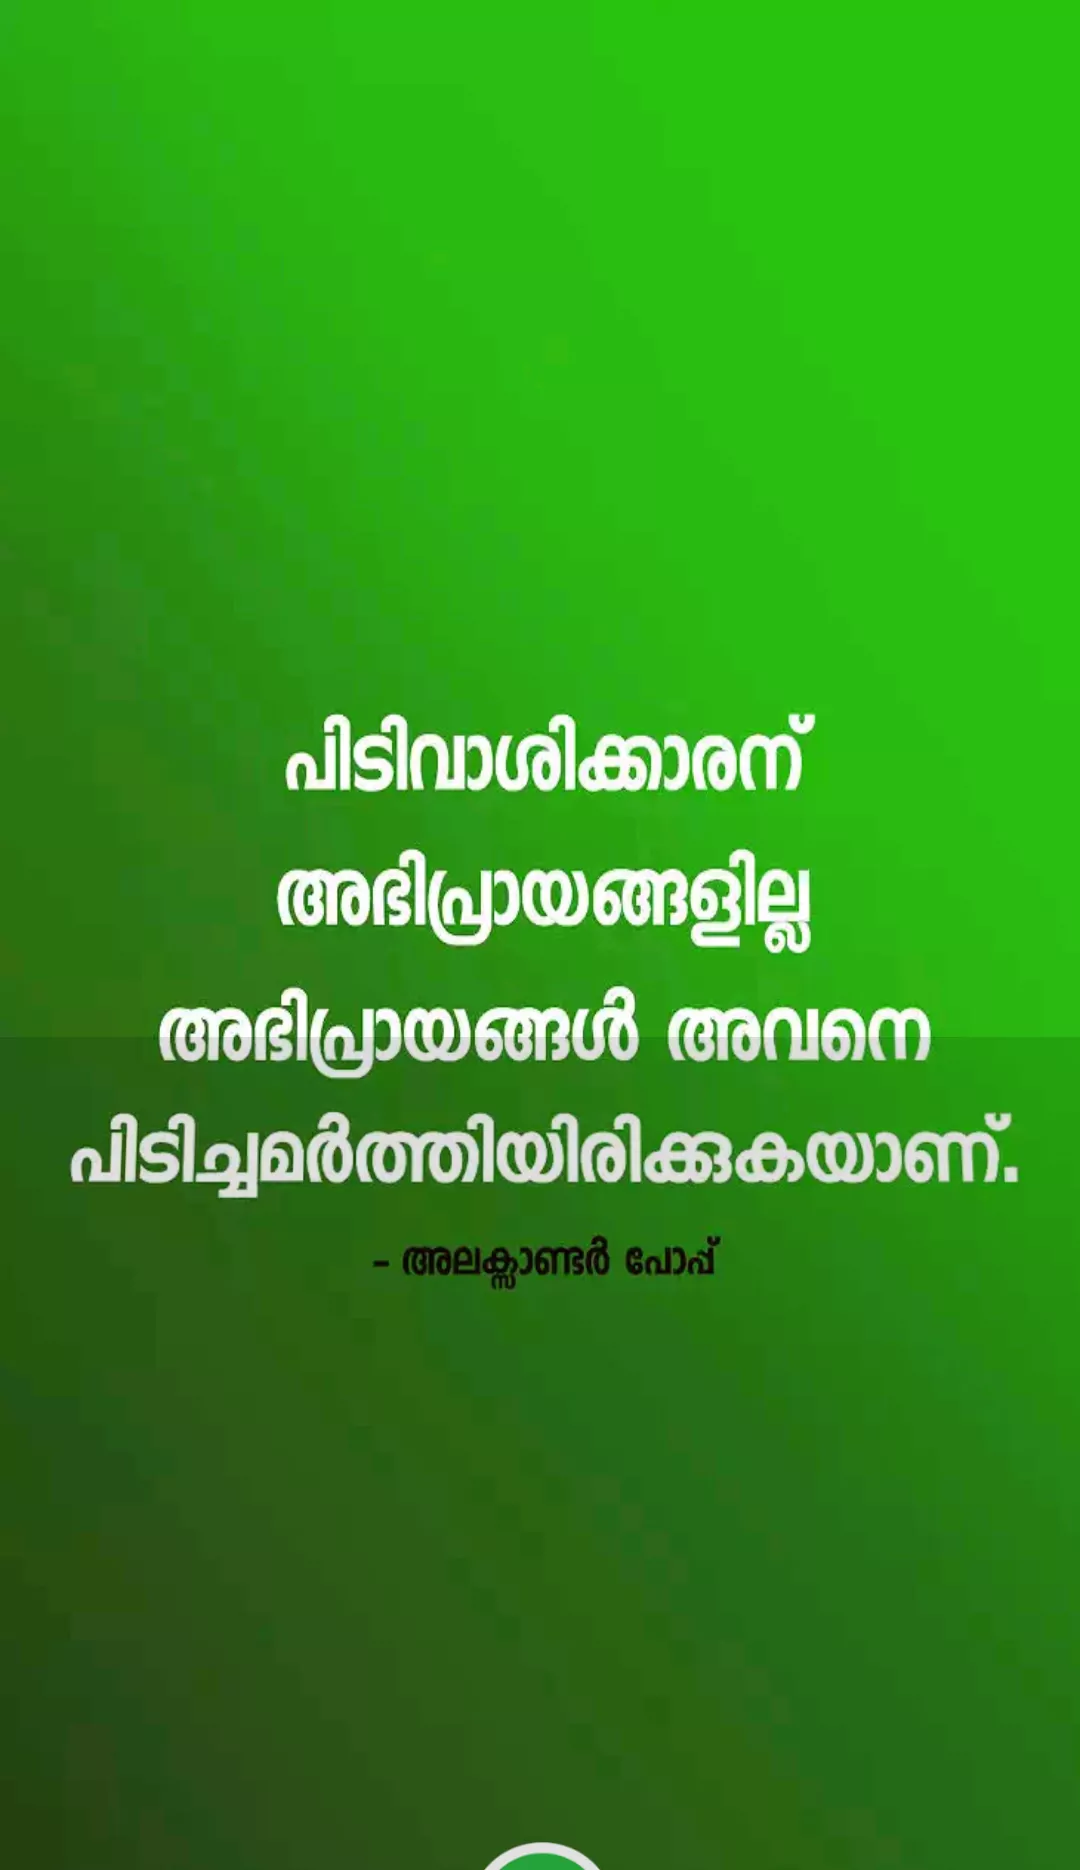 പിടിവാശിക്കാരന്
അഭിപ്രായങ്ങളില്ല
അഭിപ്രായങ്ങൾ അവനെ
പിടിച്ചമർത്തിയിരിക്കുകയാണ്.
- അലക്സാണ്ടർ പോപ്പ്